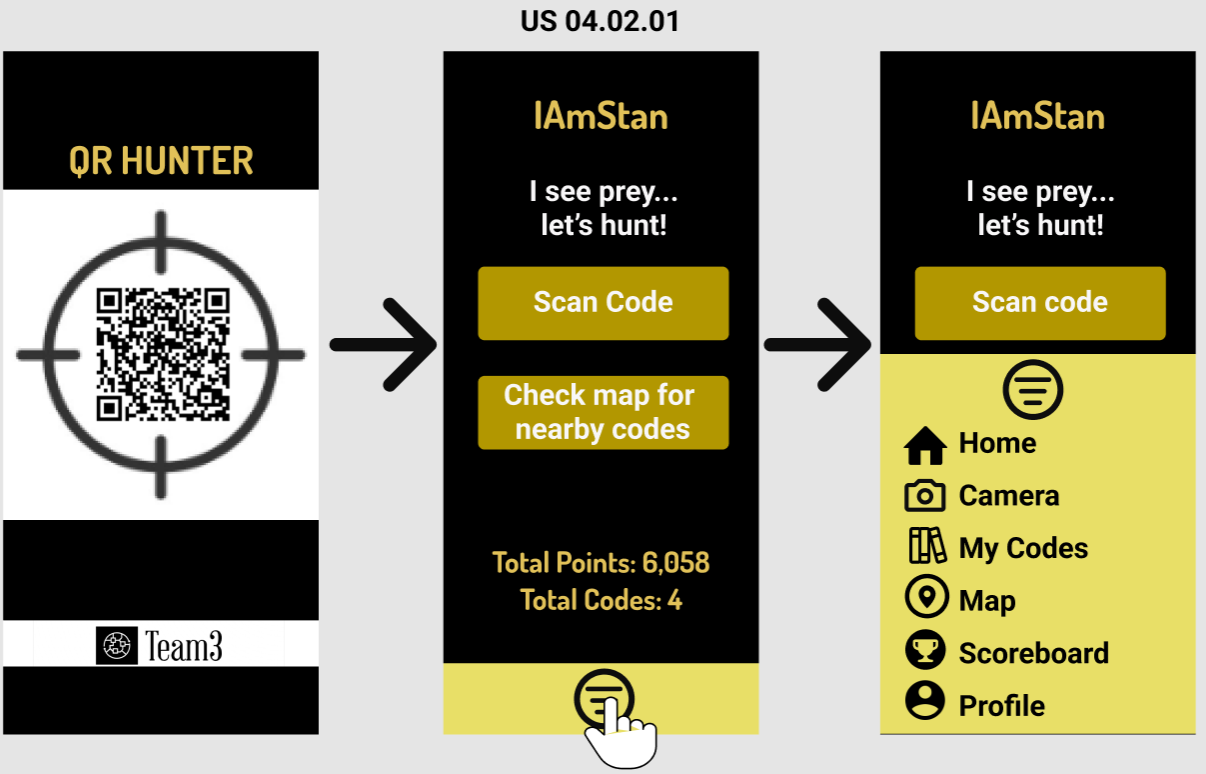 US 04.02.01
QR HUNTER
Team3
IAmStan
I see prey...
let's hunt!
Scan Code
Check map for
nearby codes
Total Points: 6,058
Total Codes: 4
IAmStan
I see prey...
let's hunt!
Scan code
Home
Camera
My Codes
Map
Scoreboard
Profile